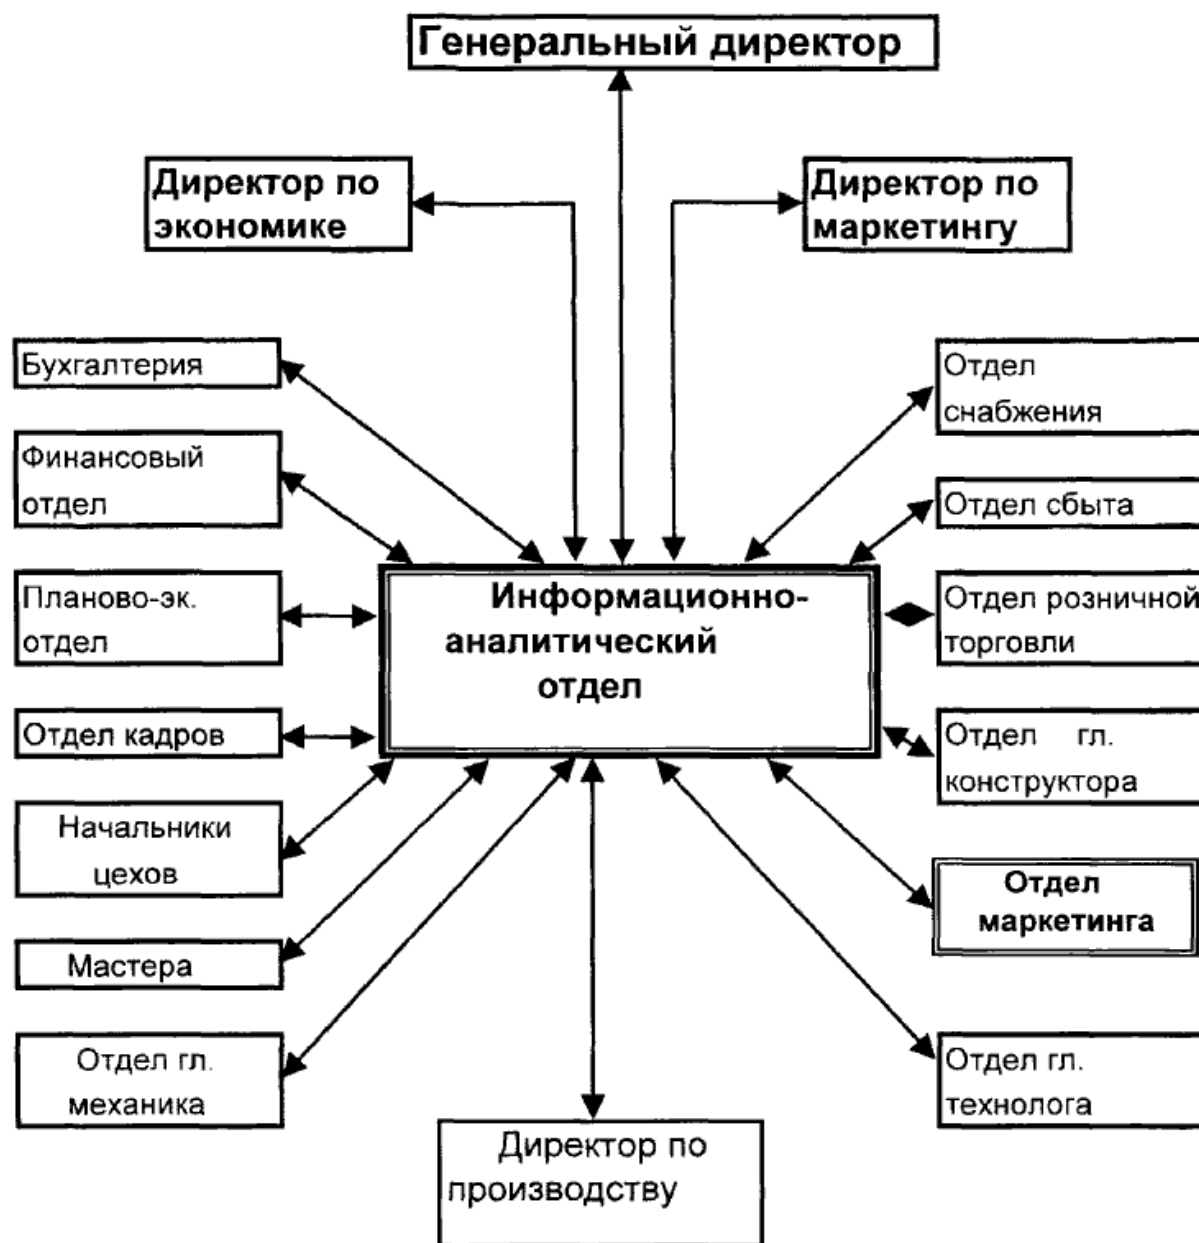 Генеральный директор
Директор по
экономике
Директор по
маркетингу
Бухгалтерия
Финансовый
отдел
Планово-эк.
отдел
Отдел кадров
Начальники
цехов
Мастера
Отдел гл.
механика
Информационно-
аналитический
отдел
Отдел
снабжения
Отдел сбыта
Отдел розничной
торговли
Отдел гл.
конструктора
Отдел
маркетинга
Отдел гл.
технолога
Директор по
производству